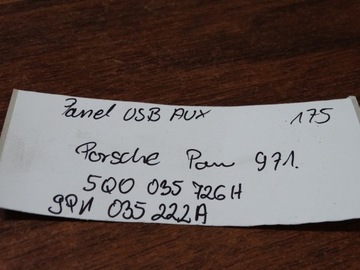 Panel USB AUX 175
Porsche Pan 971.
5Q0 035 726H
9P1 035 222A